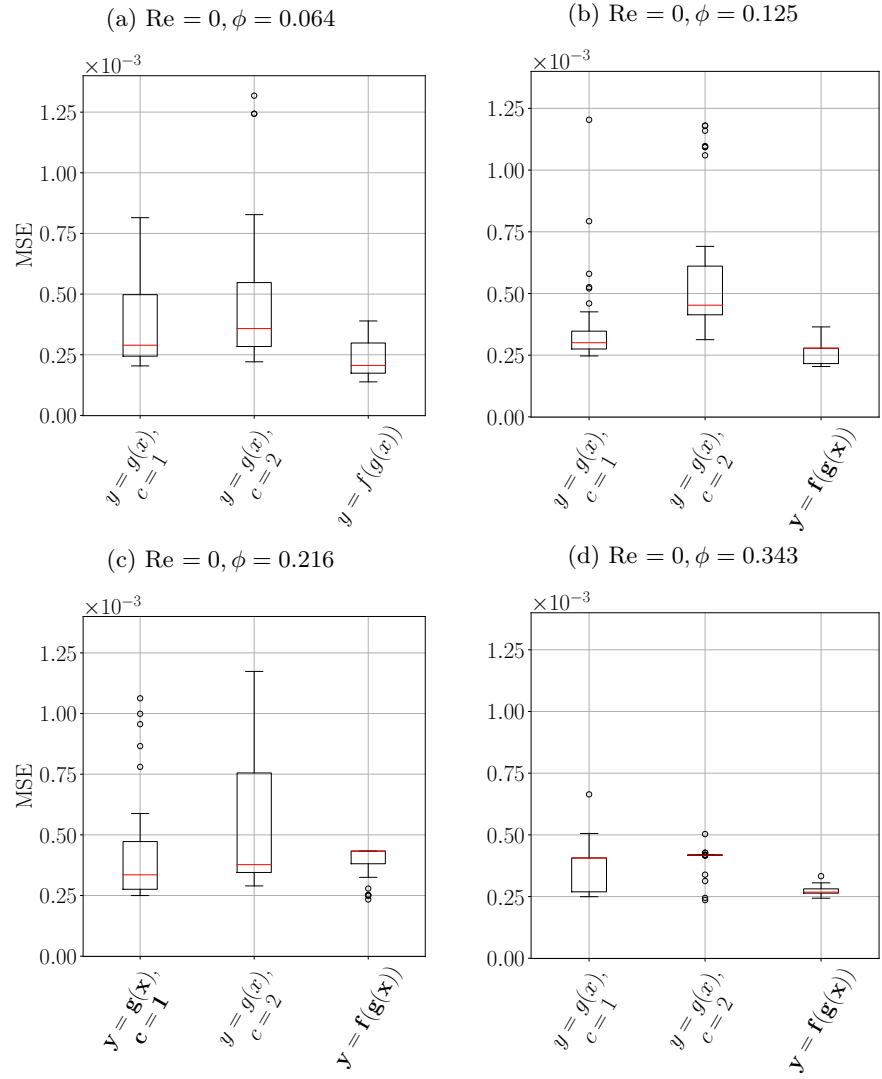 (a) Re = 0, ϕ = 0.064
×10⁻³
1.25
1.00
0.75
0.50
0.25
0.00
MSE
y = g(x),
c = 1
y = g(x),
c = 2
y = f(g(x))
(b) Re = 0, ϕ = 0.125
×10⁻³
1.25
1.00
0.75
0.50
0.25
0.00
y = g(x),
c = 1
y = g(x),
c = 2
y = f(g(x))
(c) Re = 0, ϕ = 0.216
×10⁻³
1.25
1.00
0.75
0.50
0.25
0.00
MSE
y = g(x),
c = 1
y = g(x),
c = 2
y = f(g(x))
(d) Re = 0, ϕ = 0.343
×10⁻³
1.25
1.00
0.75
0.50
0.25
0.00
y = g(x),
c = 1
y = g(x),
c = 2
y = f(g(x))